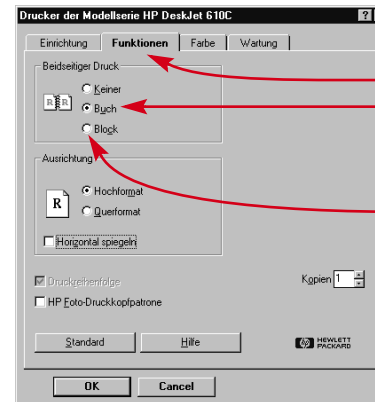 Drucker der Modellserie HP DeskJet 610C ?
Einrichtung Funktionen Farbe Wartung
Beidseitiger Druck
Keiner
R R
Buch
Block
Ausrichtung
Hochformat
R
Querformat
Horizontal spiegeln
Druckreihenfolge
Kopien 1
HP Foto-Druckkopfpatrone
Standard Hilfe
hp HEWLETT
PACKARD
OK Cancel